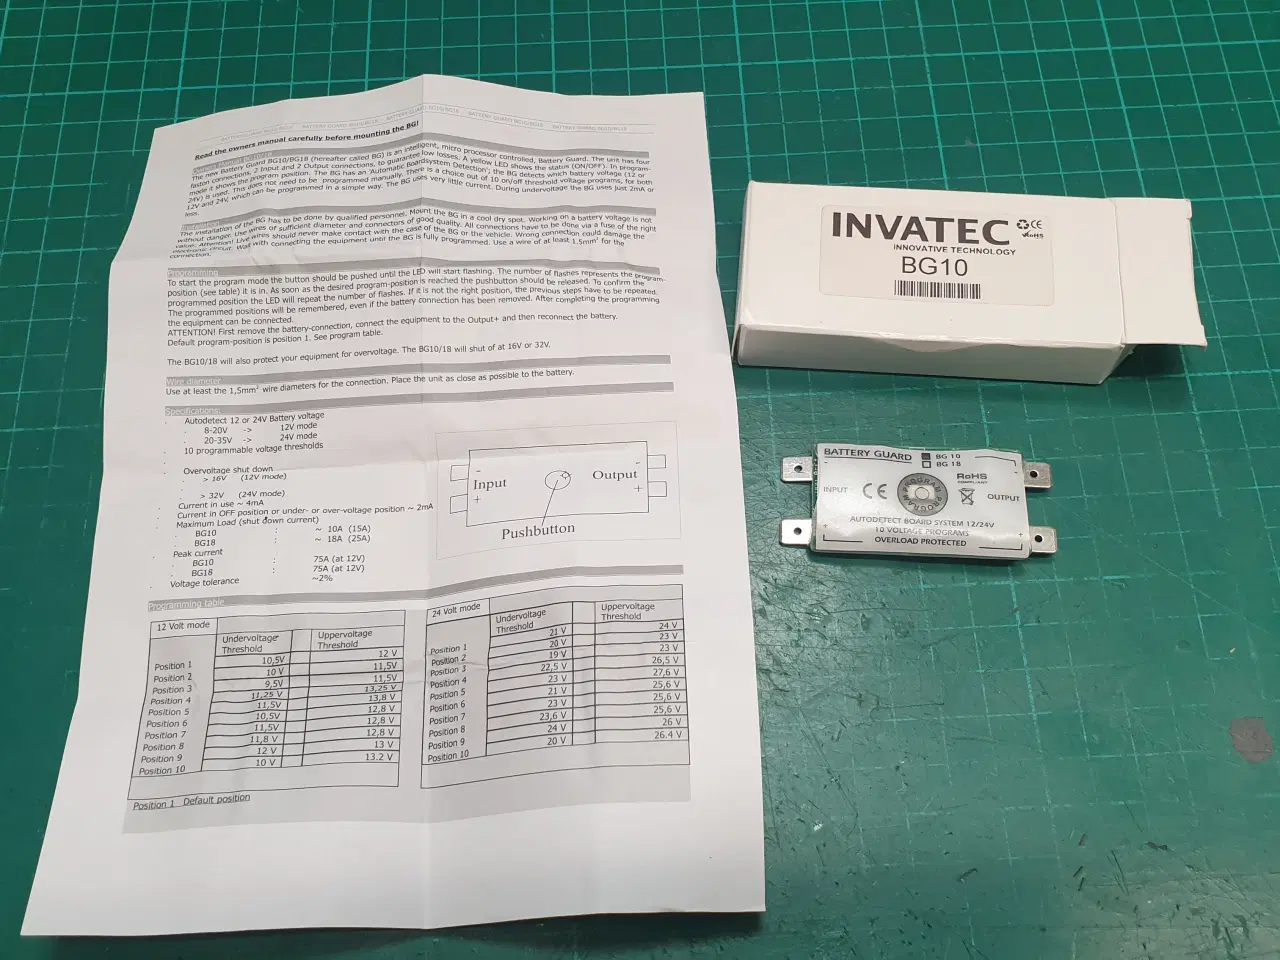 BATTERY GUARD BG10/BG18 BATTERY GUARD BG10/BG18 BATTERY GUARD BG10/BG18 BATTERY GUARD BG10/BG18 BATTERY GUARD BG10/BG18
Read the owners manual carefully before mounting the BG!
The new Battery Guard BG10/BG18 (hereafter called BG) is an intelligent, micro processor controlled, Battery Guard. The unit has four
faston connections, 2 Input and 2 Output connections, to guarantee low losses. A yellow LED shows the status (ON/OFF). In program-
mode it shows the program position. The BG has an 'Automatic Boardsystem Detection'; the BG detects which battery voltage (12 or
24V) is used. This does not need to be programmed manually. There is a choice out of 10 on/off threshold voltage programs, for both
12V and 24V, which can be programmed in a simple way. The BG uses very little current. During undervoltage the BG uses just 2mA or
less.
The installation of the BG has to be done by qualified personnel. Mount the BG in a cool dry spot. Working on a battery voltage is not
without danger. Use wires of sufficient diameter and connectors of good quality. All connections have to be done via a fuse of the right
value. Attention! Live wires should never make contact with the case of the BG or the vehicle. Wrong connection could damage the
electronic circuit. Wait with connecting the equipment until the BG is fully programmed. Use a wire of at least 1.5mm² for the
connection.
Programming
To start the program mode the button should be pushed until the LED will start flashing. The number of flashes represents the program-
position (see table) it is in. As soon as the desired program-position is reached the pushbutton should be released. To confirm the
programmed position the LED will repeat the number of flashes. If it is not the right position, the previous steps have to be repeated.
The programmed positions will be remembered, even if the battery connection has been removed. After completing the programming
the equipment can be connected.
ATTENTION! First remove the battery-connection, connect the equipment to the Output+ and then reconnect the battery.
Default program-position is position 1. See program table.
The BG10/18 will also protect your equipment for overvoltage. The BG10/18 will shut of at 16V or 32V.
Wire diameter
Use at least the 1,5mm² wire diameters for the connection. Place the unit as close as possible to the battery.
Specifications
Autodetect 12 or 24V Battery voltage
8-20V -> 12V mode
20-35V -> 24V mode
10 programmable voltage thresholds
Overvoltage shut down
> 16V (12V mode)
> 32V (24V mode)
Current in use ~ 4mA
Current in OFF position or under- or over-voltage position ~ 2mA
Maximum Load (shut down current)
BG10 : ~ 10A (15A)
BG18 : ~ 18A (25A)
Peak current
BG10 : 75A (at 12V)
BG18 : 75A (at 12V)
Voltage tolerance ~2%
- -
Input Output
+ +
Pushbutton
Programming table
12 Volt mode
Undervoltage Threshold Uppervoltage Threshold
Position 1 10,5V 12 V
Position 2 10 V 11,5V
Position 3 9,5V 11,5V
Position 4 11,25 V 13,25 V
Position 5 11,5V 13,8 V
Position 6 10,5V 12,8 V
Position 7 11,5V 12,8 V
Position 8 11,8 V 12,8 V
Position 9 12 V 13 V
Position 10 10 V 13.2 V
24 Volt mode
Undervoltage Threshold Uppervoltage Threshold
Position 1 21 V 24 V
Position 2 20 V 23 V
Position 3 19 V 23 V
Position 4 22,5 V 26,5 V
Position 5 23 V 27,6 V
Position 6 21 V 25,6 V
Position 7 23 V 25,6 V
Position 8 23,6 V 25,6 V
Position 9 24 V 26 V
Position 10 20 V 26.4 V
Position 1 Default position
INVATEC CE
RoHS
INNOVATIVE TECHNOLOGY
BG10
BATTERY GUARD BG 10
BG 18
- -
RoHS
COMPLIANT
INPUT CE PROGRAM PROGRAM OUTPUT
AUTODETECT BOARD SYSTEM 12/24V
+ 10 VOLTAGE PROGRAMS +
OVERLOAD PROTECTED